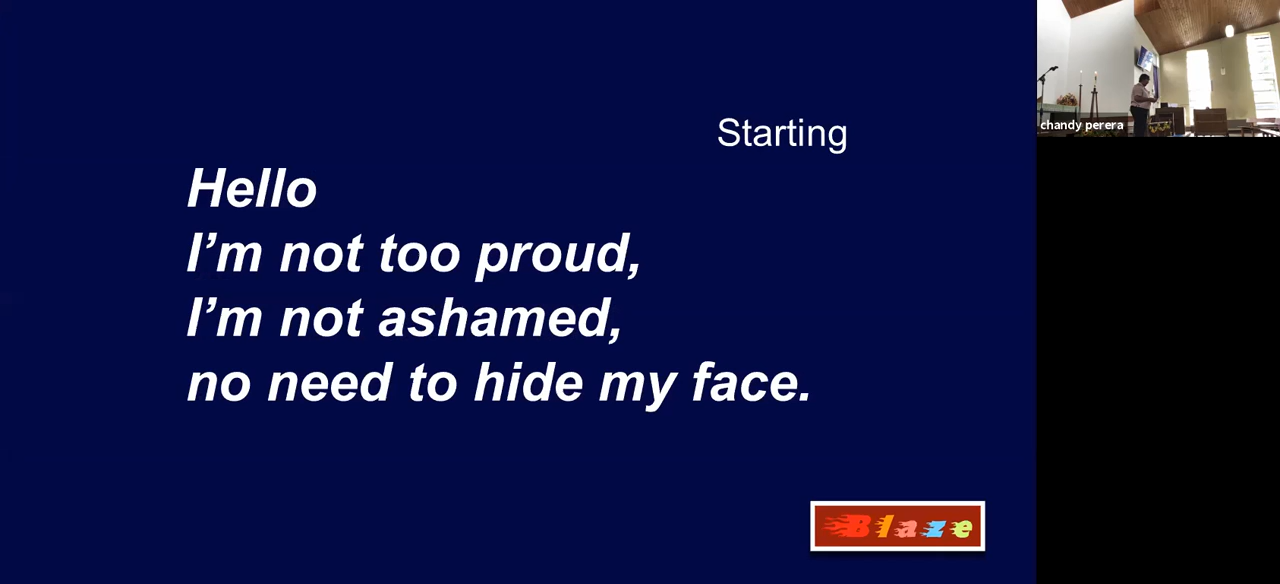 Starting
Hello
I’m not too proud,
I’m not ashamed,
no need to hide my face.
Blaze
chandy perera